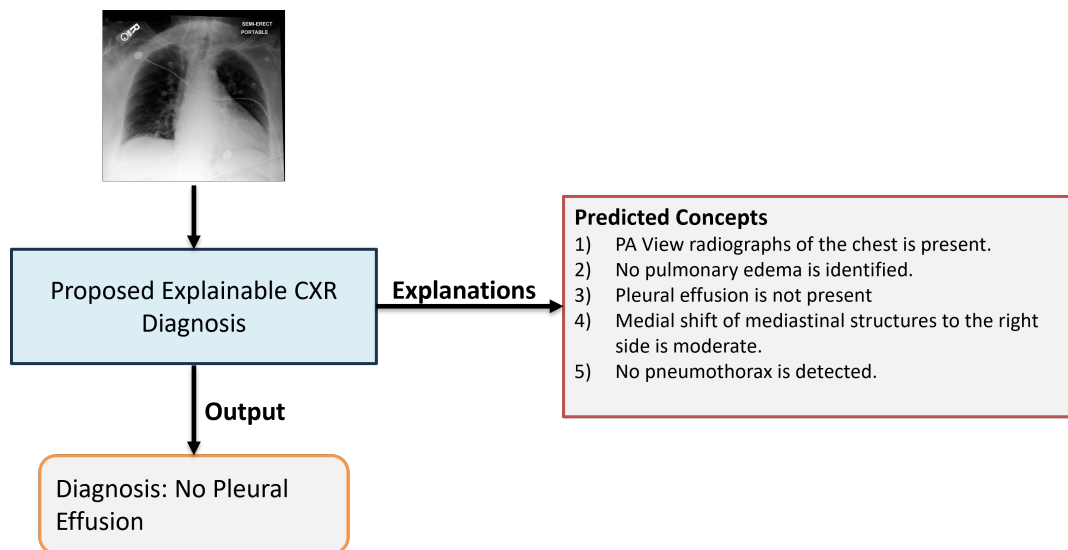 SEMI-ERECT
PORTABLE
Proposed Explainable CXR
Diagnosis
Explanations
Predicted Concepts
1) PA View radiographs of the chest is present.
2) No pulmonary edema is identified.
3) Pleural effusion is not present
4) Medial shift of mediastinal structures to the right
side is moderate.
5) No pneumothorax is detected.
Output
Diagnosis: No Pleural
Effusion